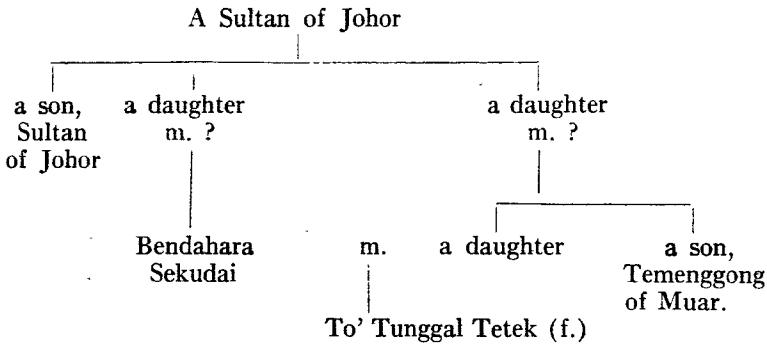 A Sultan of Johor
a son, a daughter a daughter
Sultan m. ? m. ?
of Johor
Bendahara m. a daughter a son,
Sekudai Temenggong
of Muar.
To' Tunggal Tetek (f.)